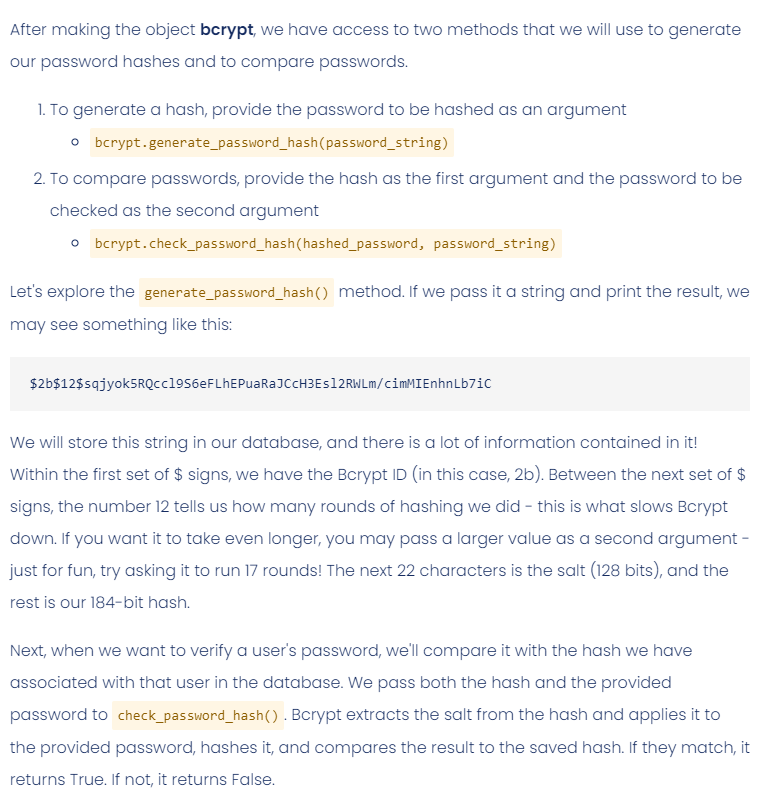 After making the object bcrypt, we have access to two methods that we will use to generate
our password hashes and to compare passwords.
1. To generate a hash, provide the password to be hashed as an argument
bcrypt.generate_password_hash(password_string)
2. To compare passwords, provide the hash as the first argument and the password to be
checked as the second argument
bcrypt.check_password_hash(hashed_password, password_string)
Let's explore the generate_password_hash() method. If we pass it a string and print the result, we
may see something like this:
$2b$12$sqjyok5RQccl9S6eFLhEPuaRaJCcH3Esl2RWLm/cimMIEnhnLb7iC
We will store this string in our database, and there is a lot of information contained in it!
Within the first set of $ signs, we have the Bcrypt ID (in this case, 2b). Between the next set of $
signs, the number 12 tells us how many rounds of hashing we did - this is what slows Bcrypt
down. If you want it to take even longer, you may pass a larger value as a second argument -
just for fun, try asking it to run 17 rounds! The next 22 characters is the salt (128 bits), and the
rest is our 184-bit hash.
Next, when we want to verify a user's password, we'll compare it with the hash we have
associated with that user in the database. We pass both the hash and the provided
password to check_password_hash() . Bcrypt extracts the salt from the hash and applies it to
the provided password, hashes it, and compares the result to the saved hash. If they match, it
returns True. If not, it returns False.